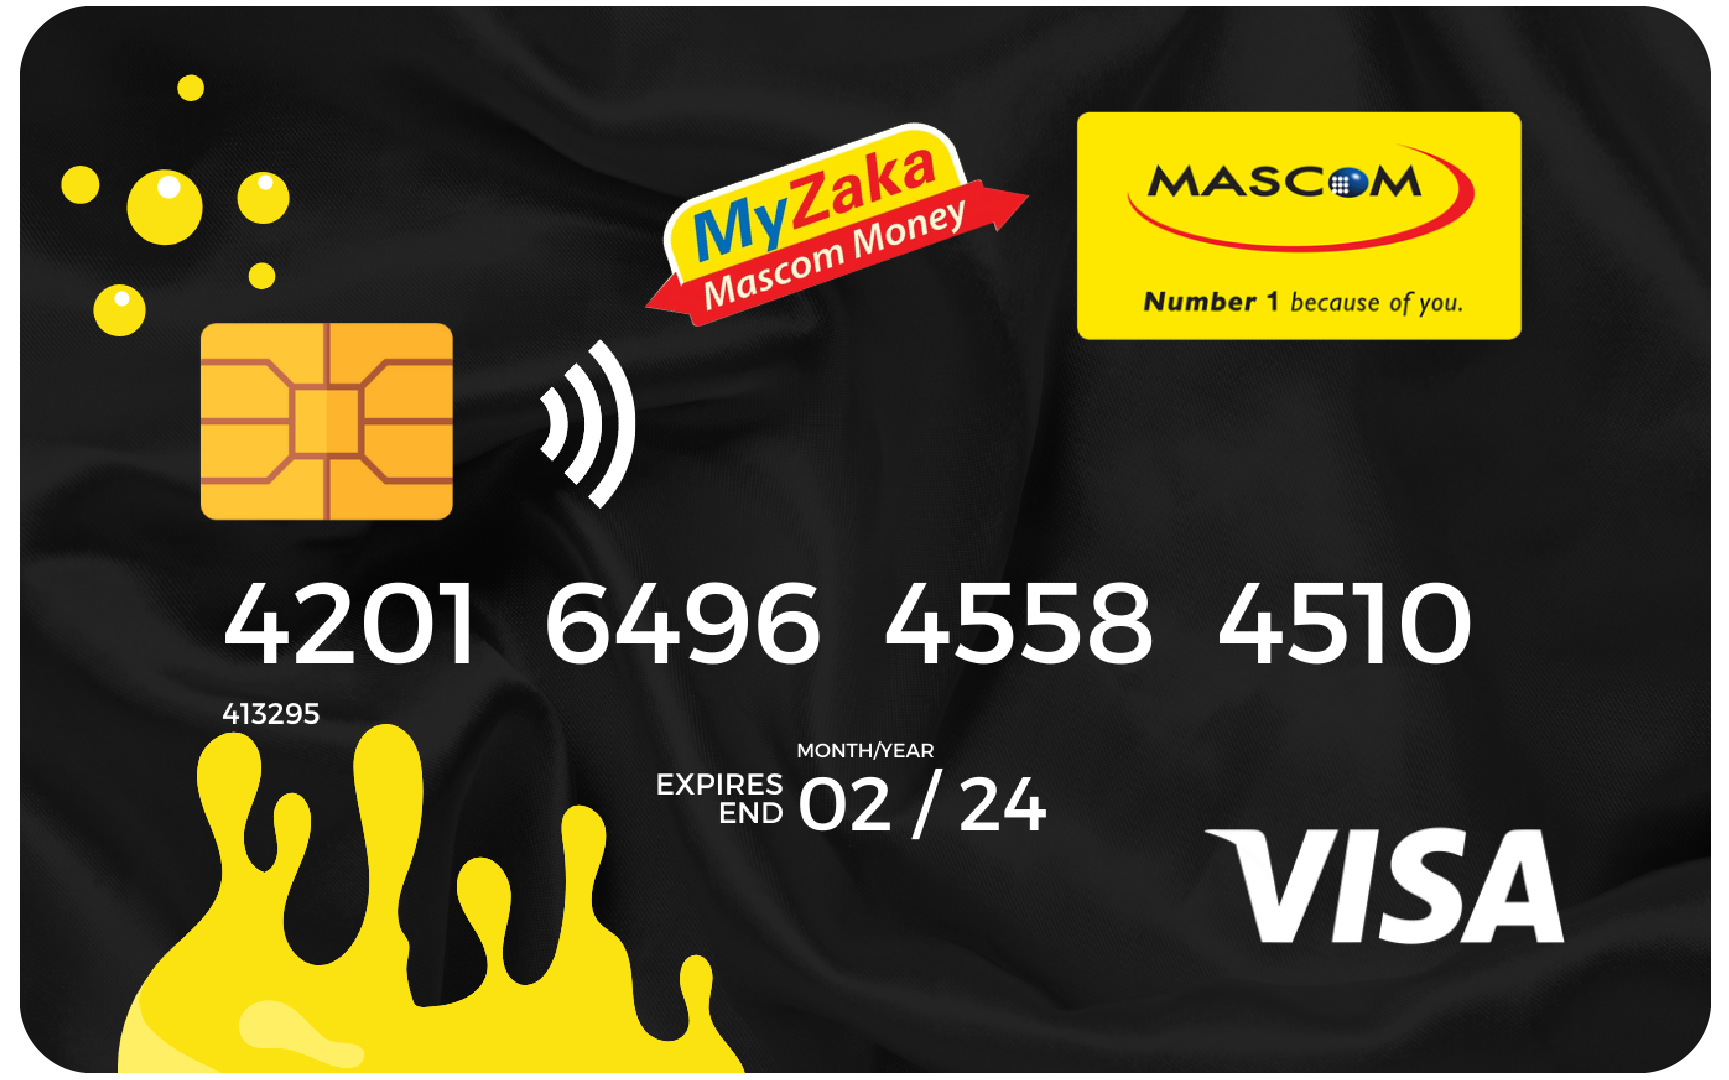 MyZaka
Mascom Money
MASCOM
Number 1 because of you.
4201 6496 4558 4510
413295
MONTH/YEAR
EXPIRES END 02 / 24
VISA